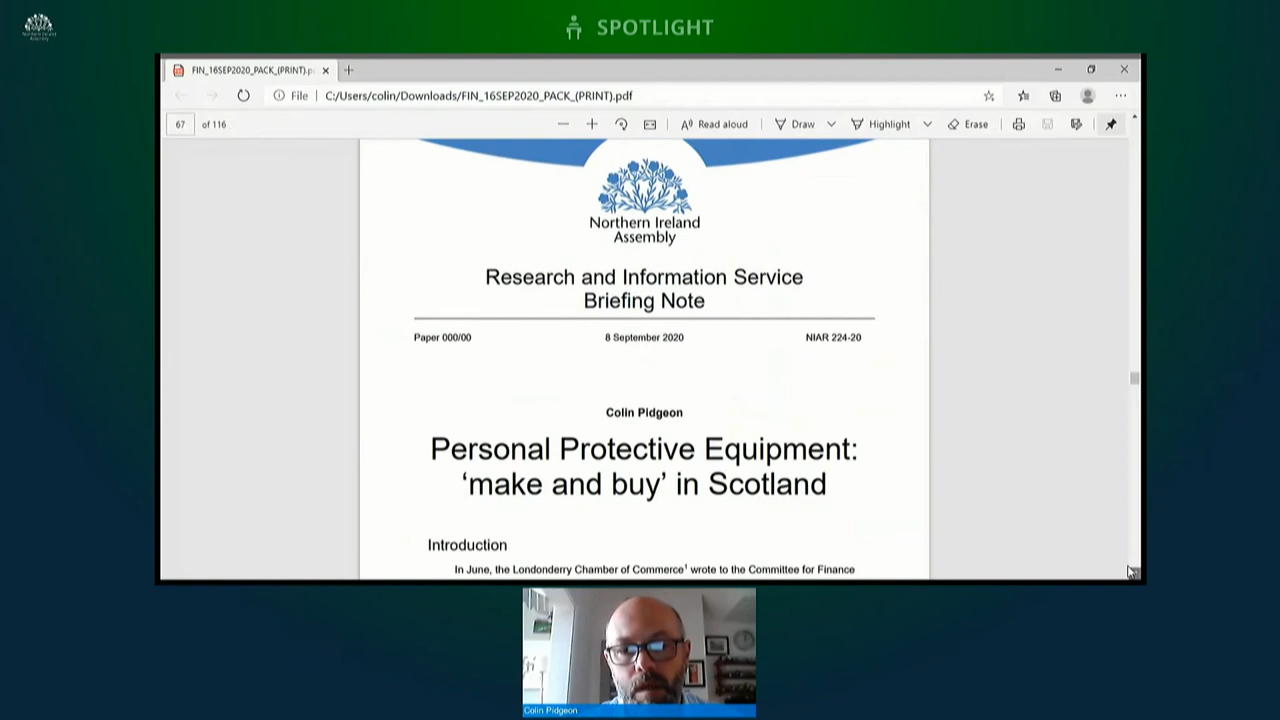 Northern Ireland
Assembly
SPOTLIGHT
FIN_16SEP2020_PACK_(PRINT).p
File
C:/Users/colin/Downloads/FIN_16SEP2020_PACK_(PRINT).pdf
67 of 116
Read aloud
Draw
Highlight
Erase
Northern Ireland
Assembly
Research and Information Service
Briefing Note
Paper 000/00 8 September 2020 NIAR 224-20
Colin Pidgeon
Personal Protective Equipment:
‘make and buy’ in Scotland
Introduction
In June, the Londonderry Chamber of Commerce¹ wrote to the Committee for Finance
Colin Pidgeon